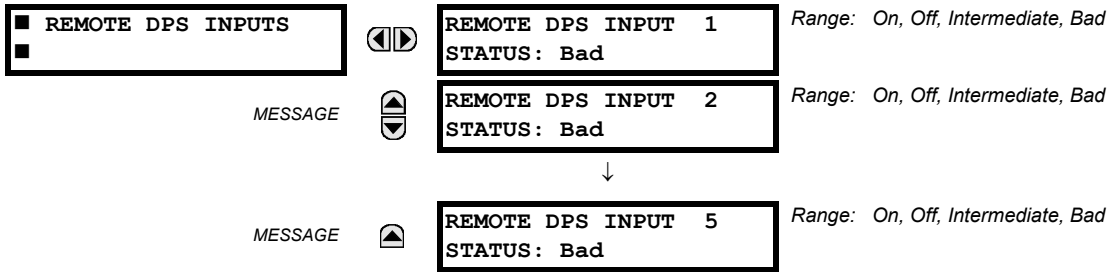 ■ REMOTE DPS INPUTS
■
REMOTE DPS INPUT 1
STATUS: Bad
Range: On, Off, Intermediate, Bad
MESSAGE
REMOTE DPS INPUT 2
STATUS: Bad
Range: On, Off, Intermediate, Bad
↓
MESSAGE
REMOTE DPS INPUT 5
STATUS: Bad
Range: On, Off, Intermediate, Bad